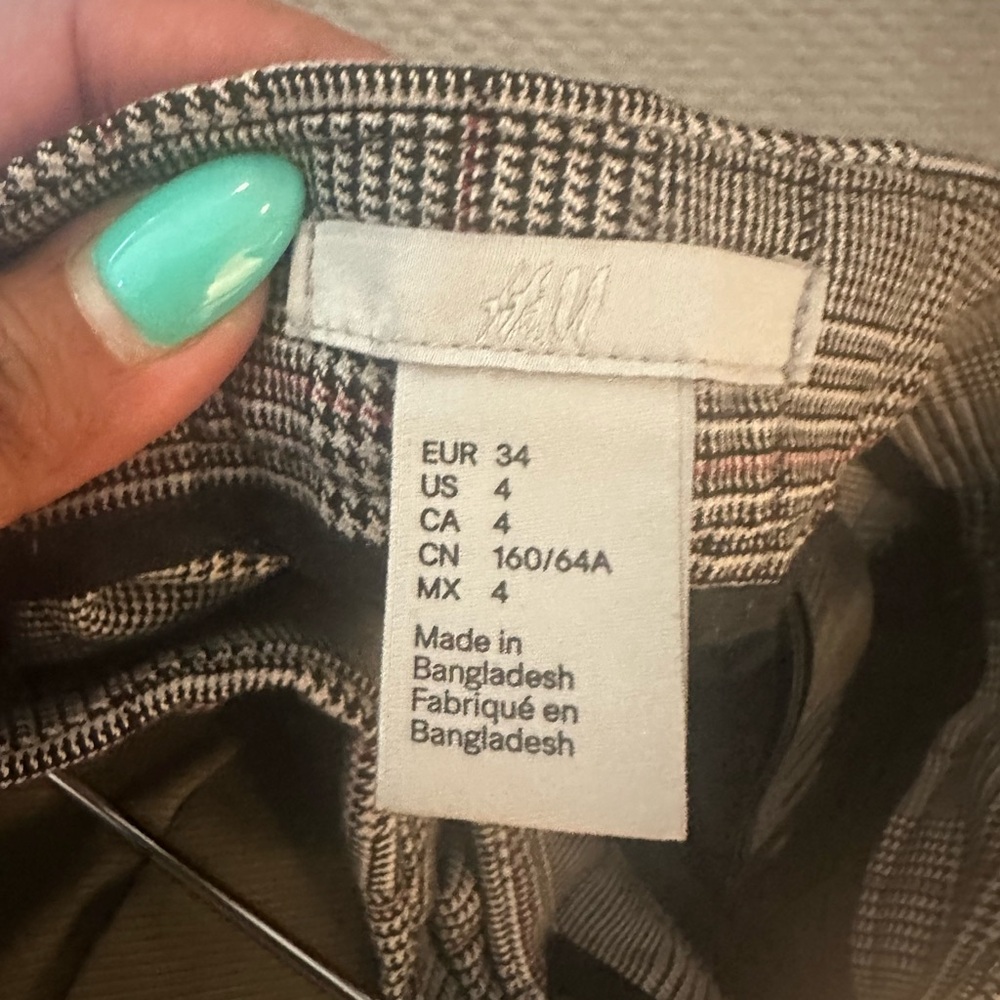 H&M
EUR 34
US 4
CA 4
CN 160/64A
MX 4
Made in
Bangladesh
Fabriqué en
Bangladesh